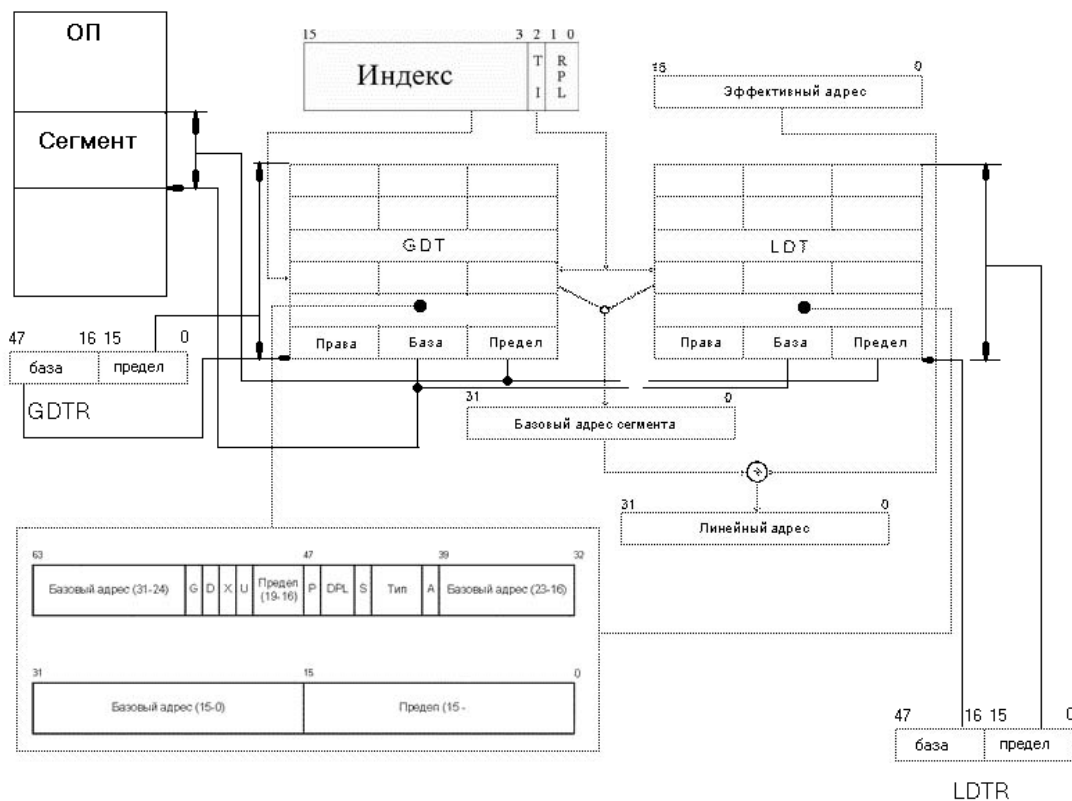 ОП
Сегмент
15 3 2 1 0
Индекс
T I
R P L
15 0
Эффективный адрес
GDT
Права База Предел
LDT
Права База Предел
47 16 15 0
база предел
GDTR
31 0
Базовый адрес сегмента
31 0
Линейный адрес
63 47 39 32
Базовый адрес (31-24) G D X U Предел (19-16) P DPL S Тип A Базовый адрес (23-16)
31 15 0
Базовый адрес (15-0) Предел (15 -
47 16 15 0
база предел
LDTR